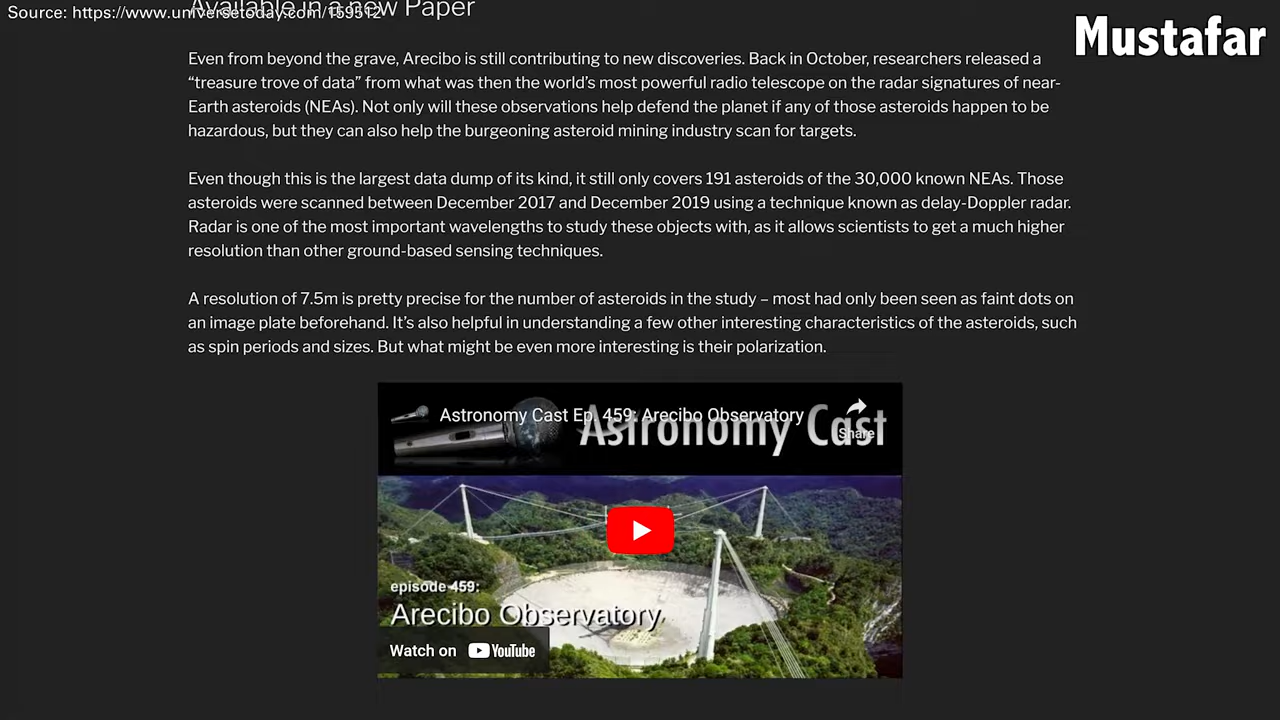 Source: https://www.universetoday.com/159512
Available in a new Paper
Mustafar
Even from beyond the grave, Arecibo is still contributing to new discoveries. Back in October, researchers released a
“treasure trove of data” from what was then the world’s most powerful radio telescope on the radar signatures of near-
Earth asteroids (NEAs). Not only will these observations help defend the planet if any of those asteroids happen to be
hazardous, but they can also help the burgeoning asteroid mining industry scan for targets.
Even though this is the largest data dump of its kind, it still only covers 191 asteroids of the 30,000 known NEAs. Those
asteroids were scanned between December 2017 and December 2019 using a technique known as delay-Doppler radar.
Radar is one of the most important wavelengths to study these objects with, as it allows scientists to get a much higher
resolution than other ground-based sensing techniques.
A resolution of 7.5m is pretty precise for the number of asteroids in the study – most had only been seen as faint dots on
an image plate beforehand. It’s also helpful in understanding a few other interesting characteristics of the asteroids, such
as spin periods and sizes. But what might be even more interesting is their polarization.
Astronomy Cast Ep. 459: Arecibo Observatory
Astronomy Cast
Share
episode 459:
Arecibo Observatory
Watch on YouTube